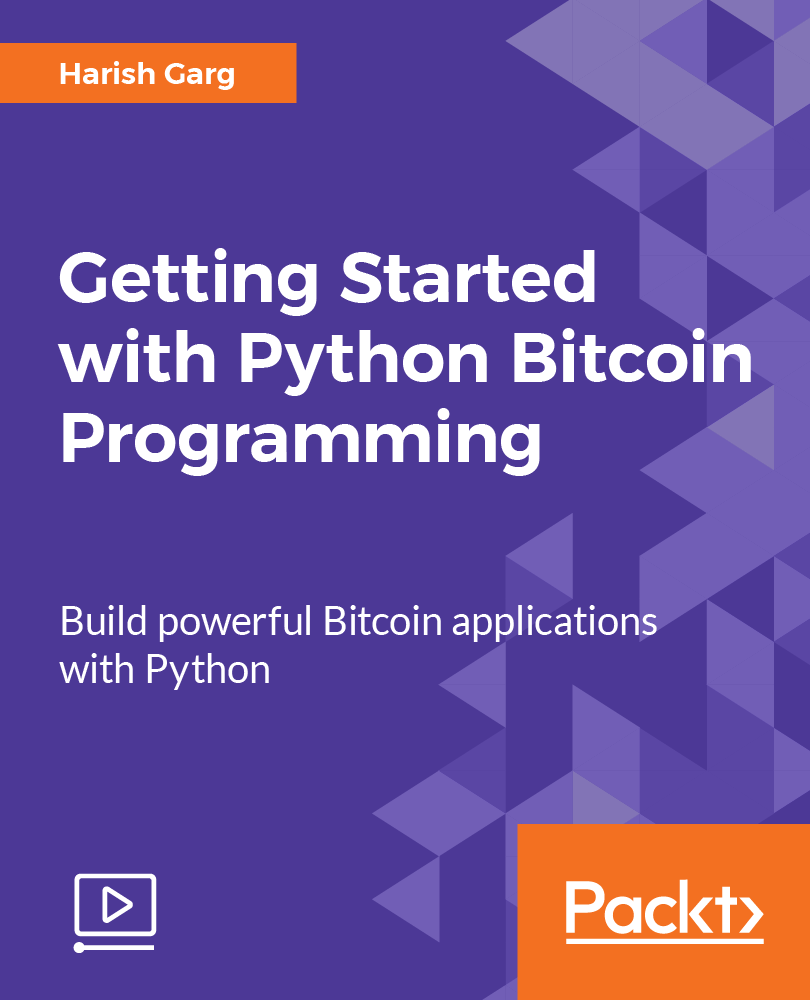 Harish Garg
Getting Started
with Python Bitcoin
Programming
Build powerful Bitcoin applications
with Python
Packt